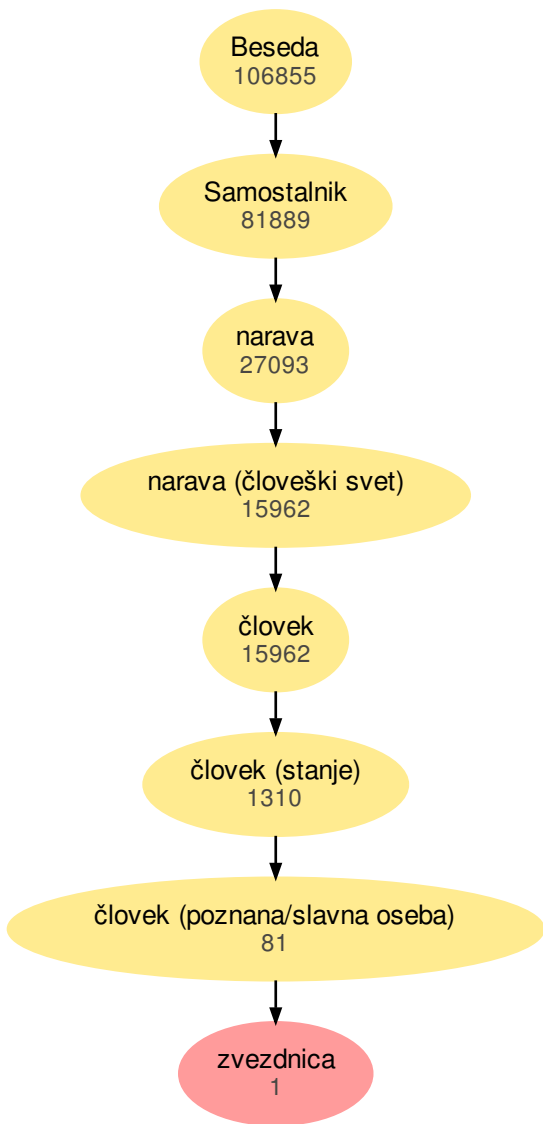 Beseda
106855
Samostalnik
81889
narava
27093
narava (človeški svet)
15962
človek
15962
človek (stanje)
1310
človek (poznana/slavna oseba)
81
zvezdnica
1